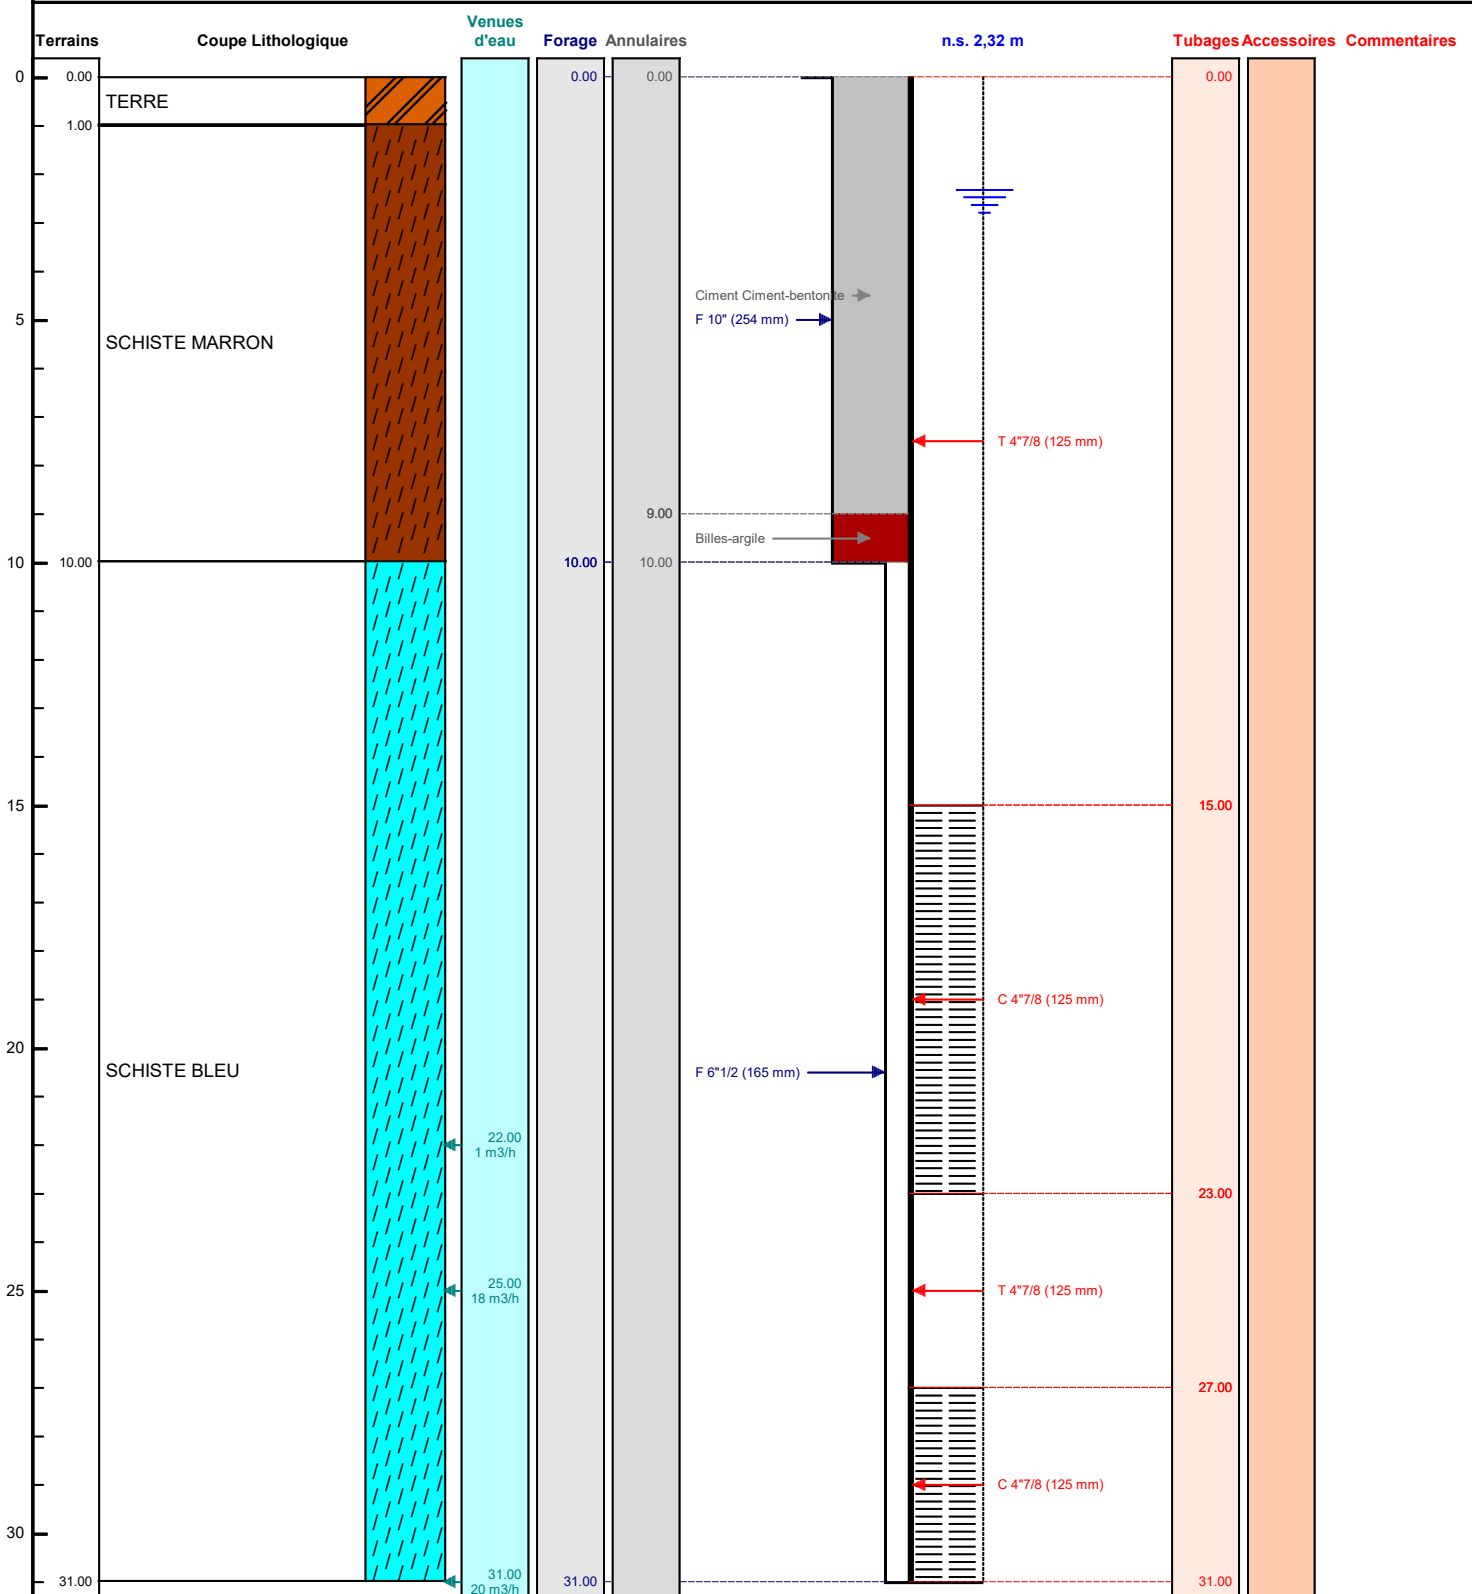 Terrains Coupe Lithologique Venues d'eau Forage Annulaires n.s. 2,32 m Tubages Accessoires Commentaires
0 0.00 0.00 0.00 0.00
TERRE
1.00
Ciment Ciment-bentonite
5 F 10" (254 mm)
SCHISTE MARRON
T 4"7/8 (125 mm)
9.00
Billes-argile
10 10.00 10.00 10.00
15 15.00
C 4"7/8 (125 mm)
20
SCHISTE BLEU F 6"1/2 (165 mm)
22.00
1 m3/h
23.00
25 25.00 T 4"7/8 (125 mm)
18 m3/h
27.00
C 4"7/8 (125 mm)
30
31.00 31.00 31.00 31.00
20 m3/h